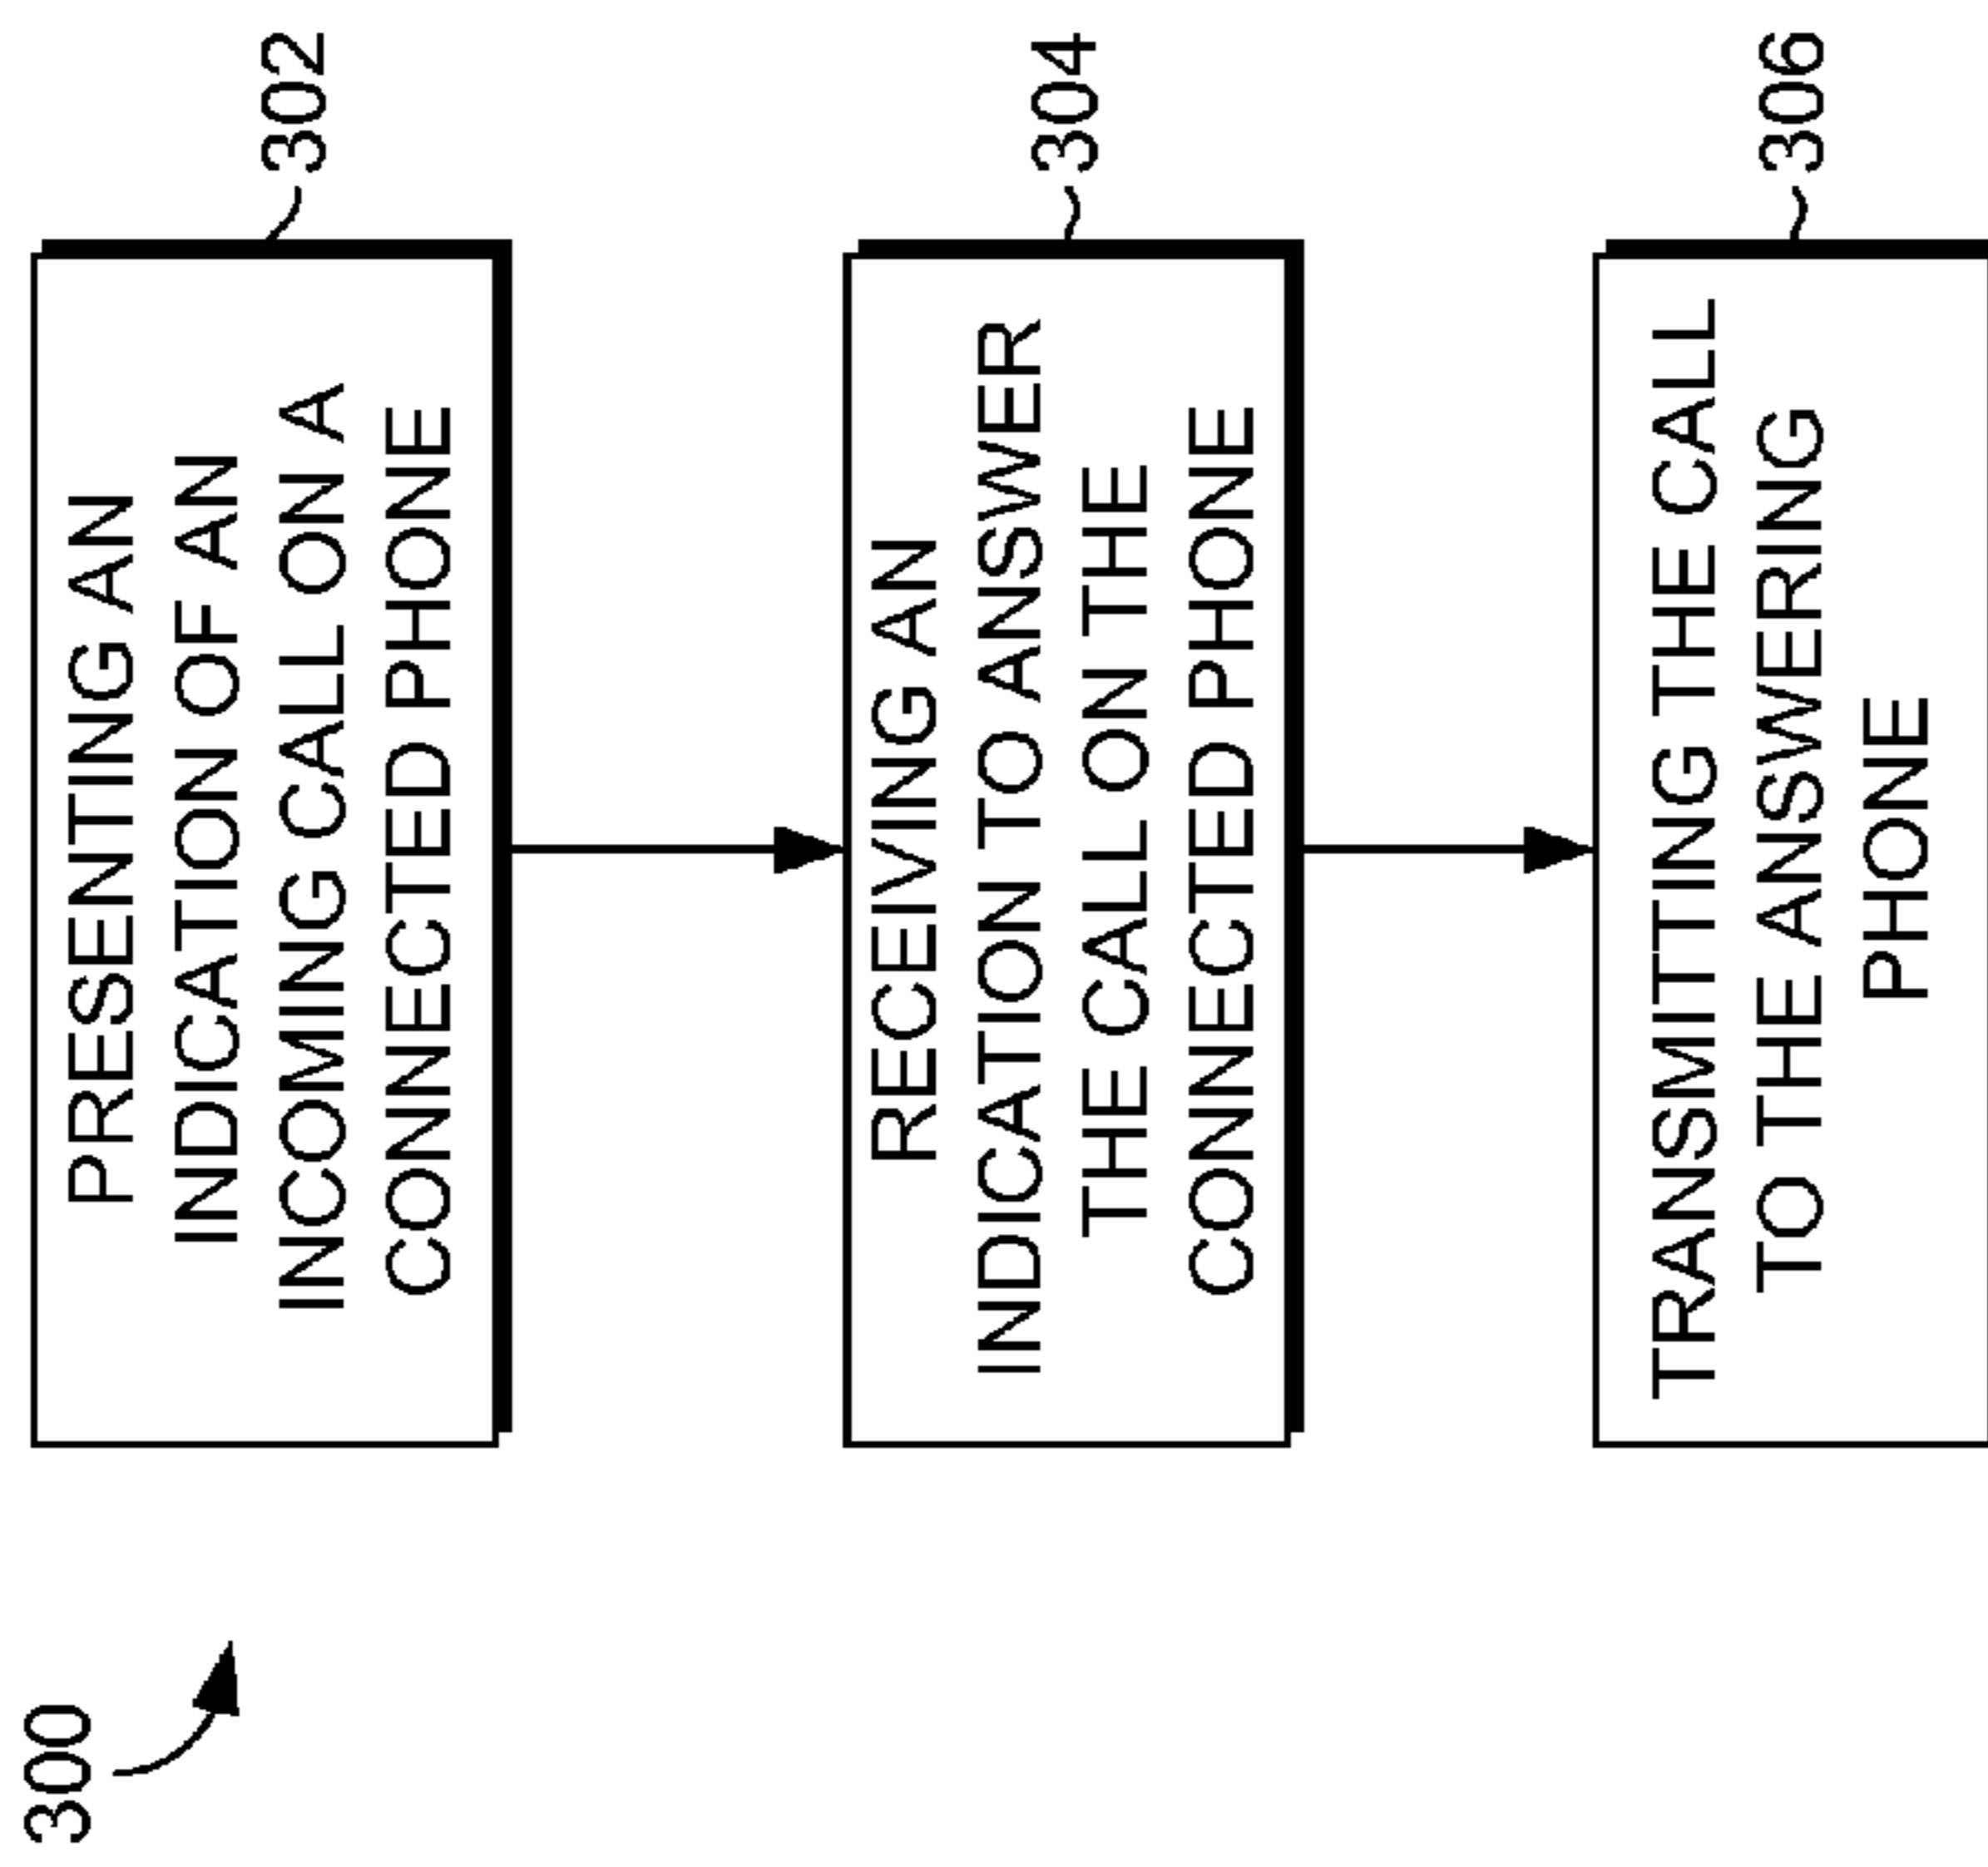 300
PRESENTING AN
INDICATION OF AN
INCOMING CALL ON A
CONNECTED PHONE
302
RECEIVING AN
INDICATION TO ANSWER
THE CALL ON THE
CONNECTED PHONE
304
TRANSMITTING THE CALL
TO THE ANSWERING
PHONE
306